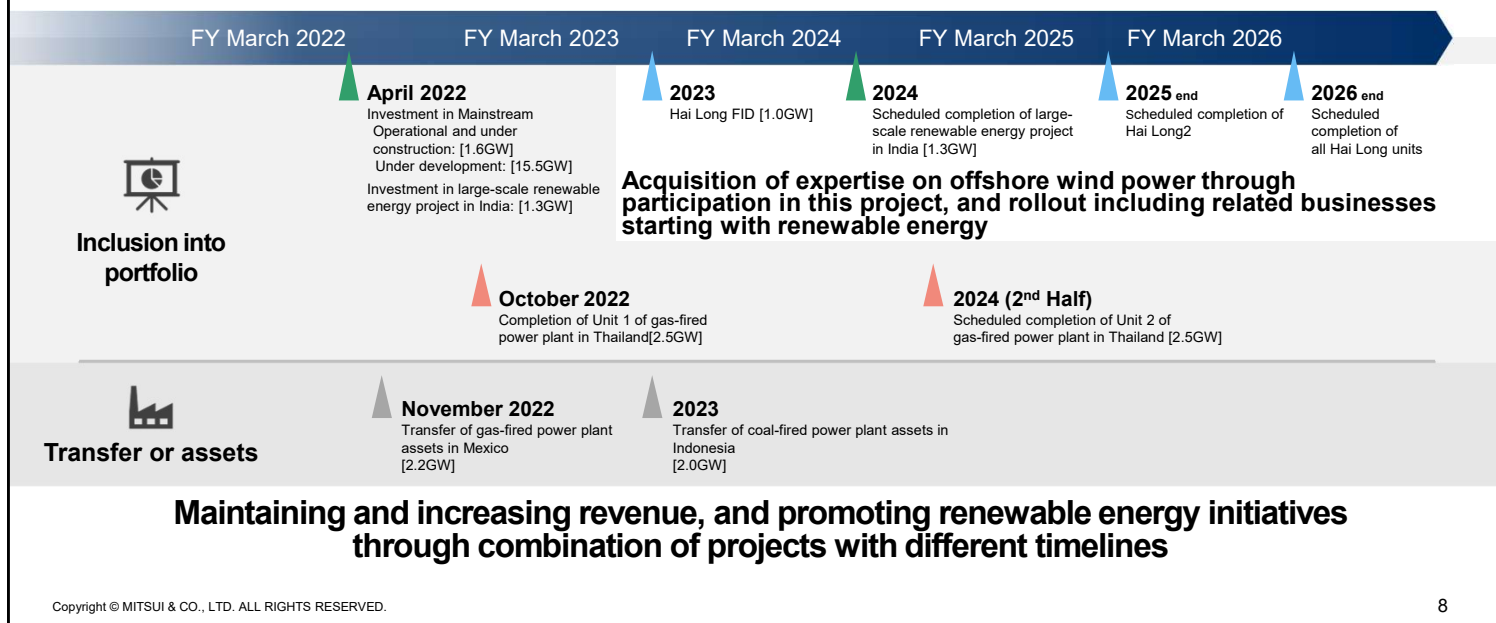 FY March 2022
FY March 2023
FY March 2024
FY March 2025
FY March 2026
April 2022
Investment in Mainstream
Operational and under
construction: [1.6GW]
Under development: [15.5GW]
Investment in large-scale renewable
energy project in India: [1.3GW]
2023
Hai Long FID [1.0GW]
2024
Scheduled completion of large-
scale renewable energy project
in India [1.3GW]
2025 end
Scheduled completion of
Hai Long2
2026 end
Scheduled
completion of
all Hai Long units
Acquisition of expertise on offshore wind power through
participation in this project, and rollout including related businesses
starting with renewable energy
Inclusion into
portfolio
October 2022
Completion of Unit 1 of gas-fired
power plant in Thailand[2.5GW]
2024 (2nd Half)
Scheduled completion of Unit 2 of
gas-fired power plant in Thailand [2.5GW]
Transfer or assets
November 2022
Transfer of gas-fired power plant
assets in Mexico
[2.2GW]
2023
Transfer of coal-fired power plant assets in
Indonesia
[2.0GW]
Maintaining and increasing revenue, and promoting renewable energy initiatives
through combination of projects with different timelines
Copyright © MITSUI & CO., LTD. ALL RIGHTS RESERVED.
8